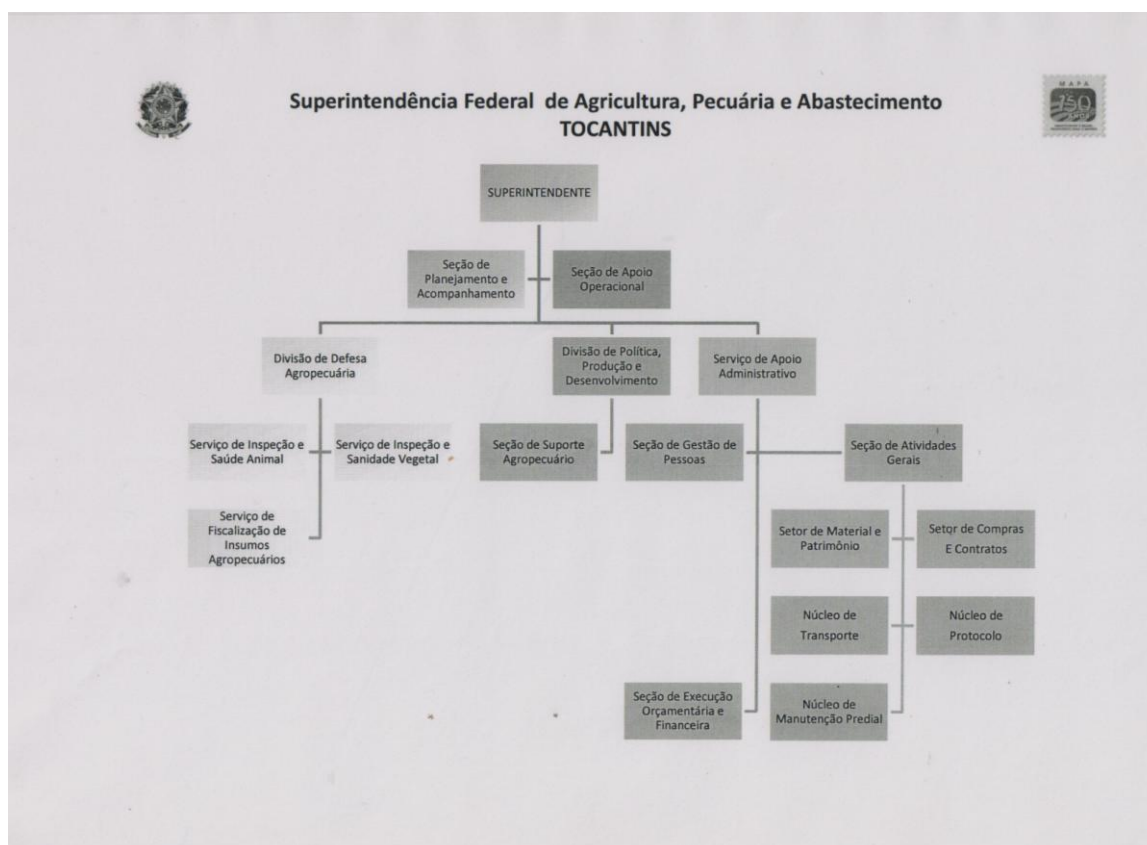 Superintendência Federal de Agricultura, Pecuária e Abastecimento
TOCANTINS
MAPA
150
SUPERINTENDENTE
Seção de
Planejamento e
Acompanhamento
Seção de Apoio
Operacional
Divisão de Defesa
Agropecuária
Divisão de Política,
Produção e
Desenvolvimento
Serviço de Apoio
Administrativo
Serviço de Inspeção e
Saúde Animal
Serviço de Inspeção e
Sanidade Vegetal
Seção de Suporte
Agropecuário
Seção de Gestão de
Pessoas
Seção de Atividades
Gerais
Serviço de
Fiscalização de
Insumos
Agropecuários
Setor de Material e
Patrimônio
Setor de Compras
E Contratos
Núcleo de
Transporte
Núcleo de
Protocolo
Seção de Execução
Orçamentária e
Financeira
Núcleo de
Manutenção Predial